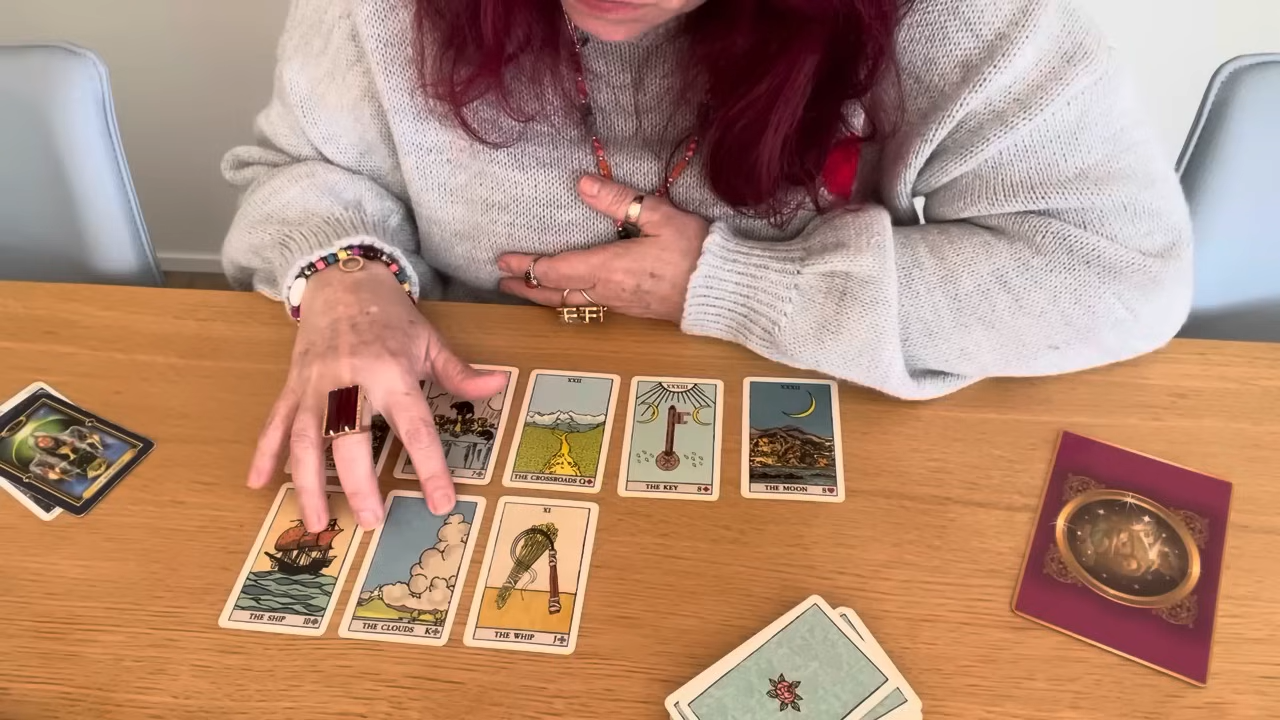 XXII
THE CROSSROADS Q♦
XXXIII
THE KEY 8♦
XXXII
THE MOON 8♥
THE SHIP 10♠
THE CLOUDS K♣
XI
THE WHIP J♣